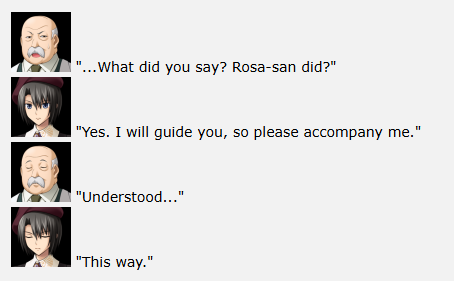 "...What did you say? Rosa-san did?"
"Yes. I will guide you, so please accompany me."
"Understood..."
"This way."